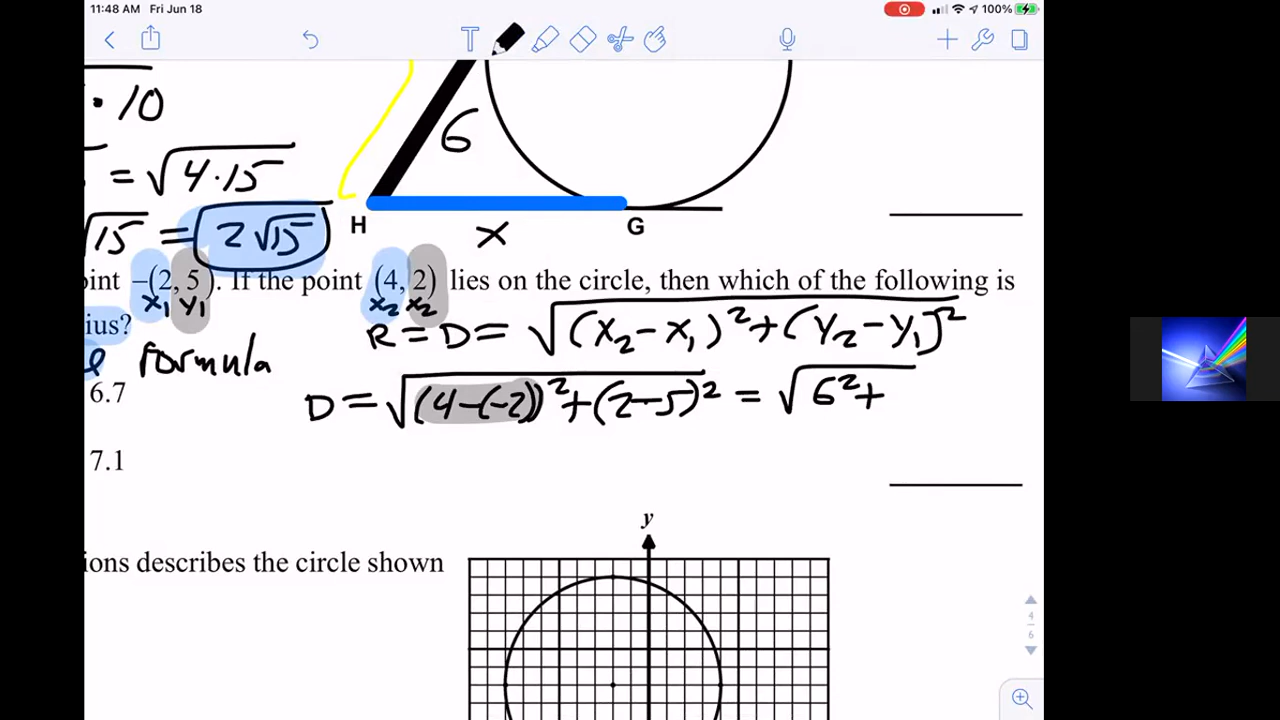 11:48 AM Fri Jun 18
100%
T
· 10
= √4·15
6
√15 = 2√15
H
x
G
oint –(2, 5). If the point (4, 2) lies on the circle, then which of the following is
x₁ y₁ x₂ x₂
ius?
R = D = √(x₂-x₁)²+(y₂-y₁)²
formula
6.7
D = √(4-(-2))²+(2-5)² = √6²+
7.1
4
6
y
ions describes the circle shown